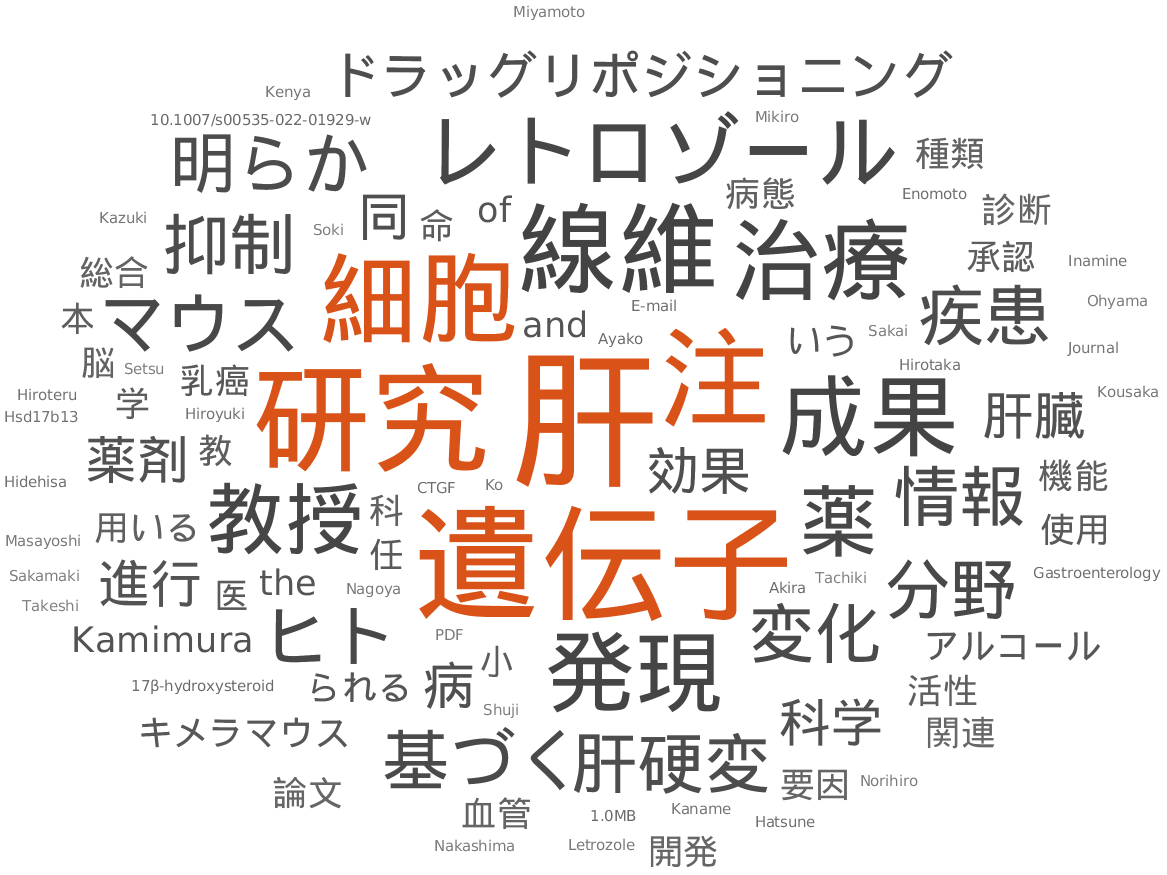 Miyamoto
ドラッグリポジショニング
Kenya
10.1007/s00535-022-01929-w
Mikiro
レトロゾール
明らか
種類
病態
Enomoto
診断
Kazuki
抑制
Soki
同
命
of
線維
治療
承認
Inamine
総合
細胞
疾患
Ohyama
本
マウス
E-mail
and
Ayako
注
いう
Sakai
Journal
脳
Setsu
乳癌
肝
Hirotaka
Hiroteru
学
研究
成果
肝臓
Kousaka
Hsd17b13
Hiroyuki
薬剤
教
効果
情報
機能
Hidehisa
教授
科
CTGF
Ko
薬
用いる
使用
Masayoshi
任
遺伝子
Sakamaki
進行
医
the
Nagoya
Akira
Tachiki
分野
Gastroenterology
Takeshi
Kamimura
ヒト
PDF
小
発現
変化
アルコール
17β-hydroxysteroid
られる
病
Shuji
活性
キメラマウス
科学
関連
基づく
肝硬変
論文
要因
Norihiro
血管
1.0MB
Kaname
Hatsune
Nakashima
Letrozole
開発